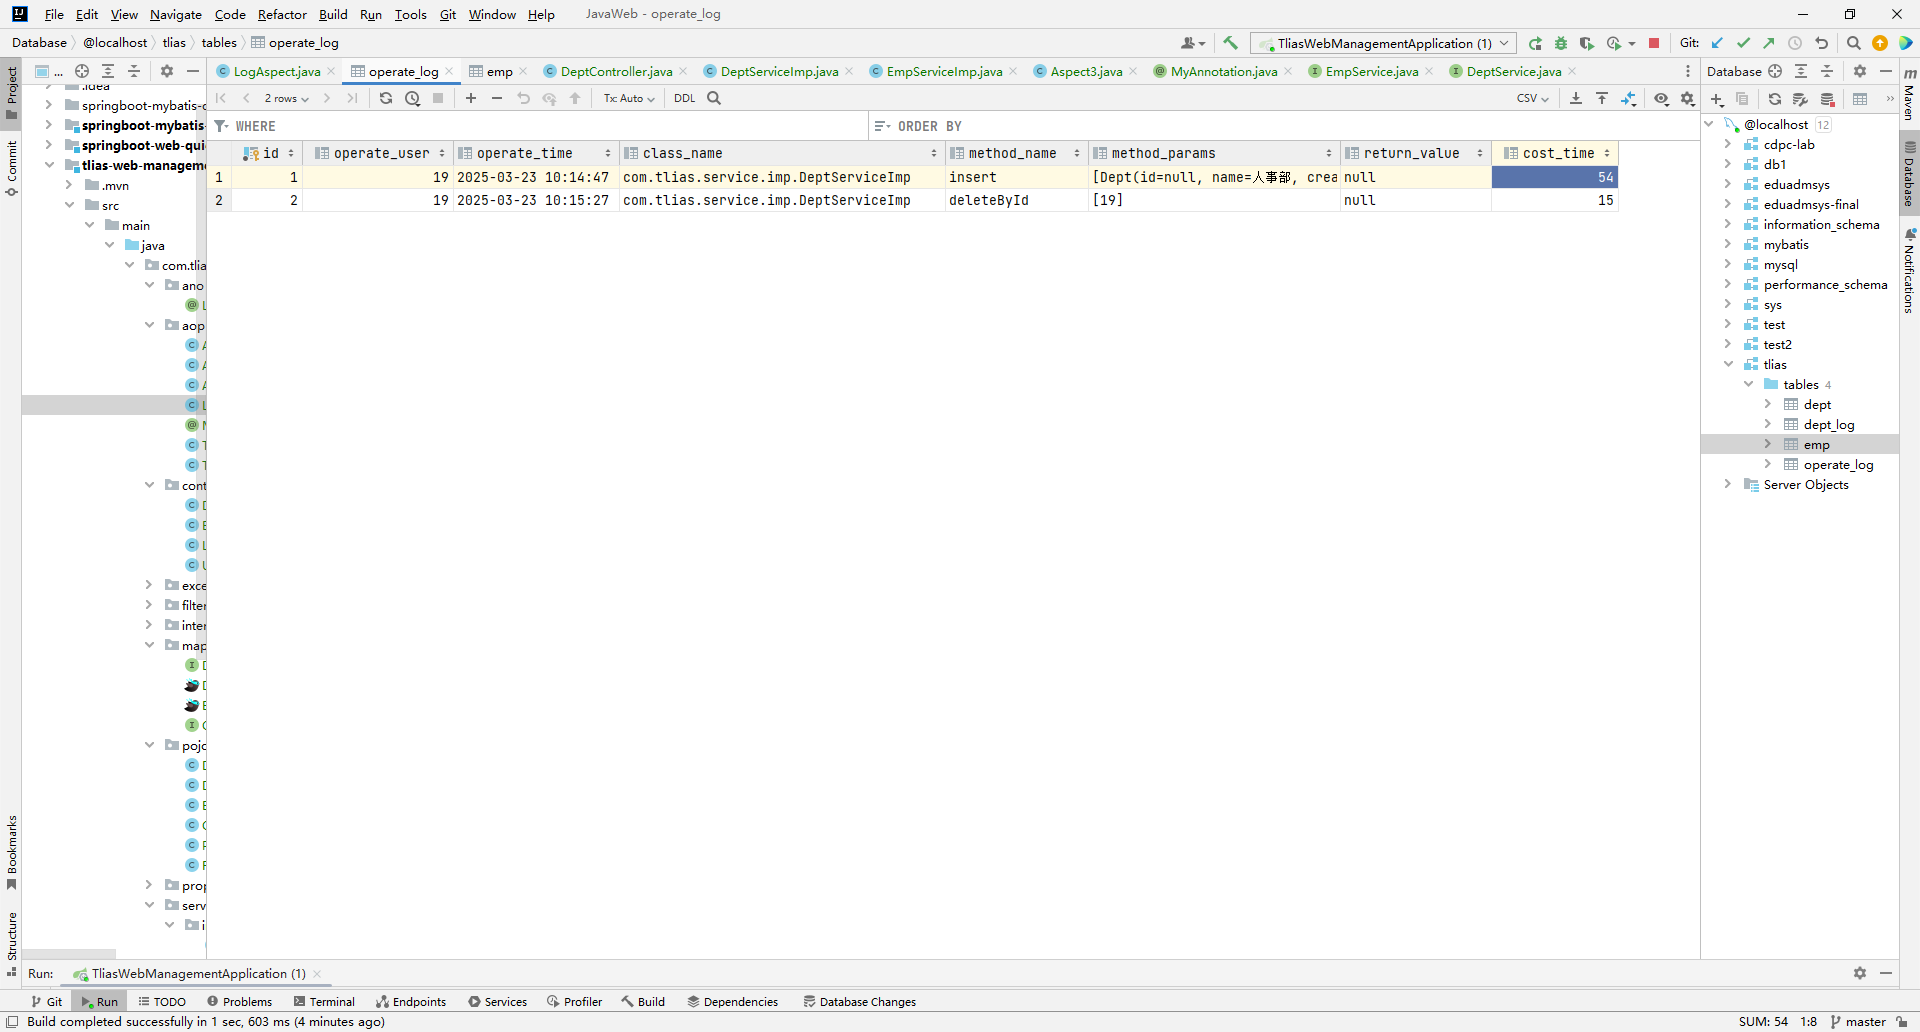 File Edit View Navigate Code Refactor Build Run Tools Git Window Help JavaWeb - operate_log
Database @localhost tlias tables operate_log TliasWebManagementApplication (1) Git:
Project
Commit
Bookmarks
Structure
...
.idea
springboot-mybatis-
springboot-mybatis-
springboot-web-qui
tlias-web-managem
.mvn
src
main
java
com.tlia
ano
aop
cont
exce
filter
inter
map
pojo
prop
serv
i
LogAspect.java operate_log emp DeptController.java DeptServiceImp.java EmpServiceImp.java Aspect3.java MyAnnotation.java EmpService.java DeptService.java
2 rows Tx: Auto DDL CSV
WHERE ORDER BY
id operate_user operate_time class_name method_name method_params return_value cost_time
1 1 19 2025-03-23 10:14:47 com.tlias.service.imp.DeptServiceImp insert [Dept(id=null, name=人事部, crea null 54
2 2 19 2025-03-23 10:15:27 com.tlias.service.imp.DeptServiceImp deleteById [19] null 15
Database
@localhost 12
cdpc-lab
db1
eduadmsys
eduadmsys-final
information_schema
mybatis
mysql
performance_schema
sys
test
test2
tlias
tables 4
dept
dept_log
emp
operate_log
Server Objects
Maven
Database
Notifications
Run: TliasWebManagementApplication (1)
Git Run TODO Problems Terminal Endpoints Services Profiler Build Dependencies Database Changes
Build completed successfully in 1 sec, 603 ms (4 minutes ago) SUM: 54 1:8 master